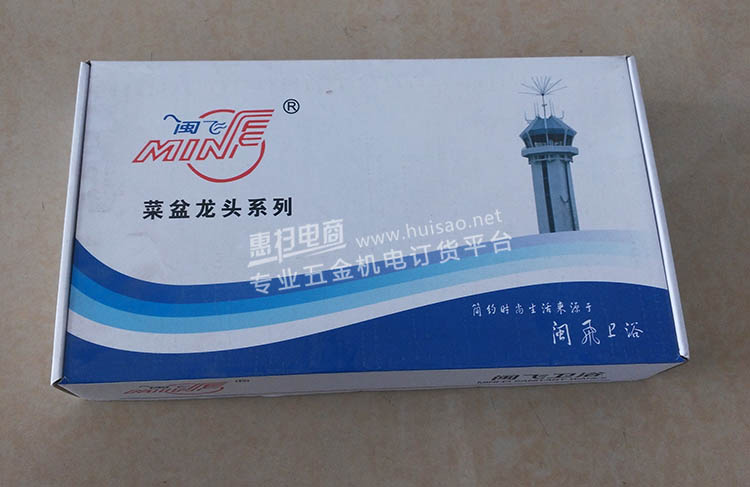 闽飞
MINFE
®
菜盆龙头系列
惠扫电商 www.huisao.net
专业五金机电订货平台
简约时尚生活来源于
闽飞卫浴
闽飞卫浴